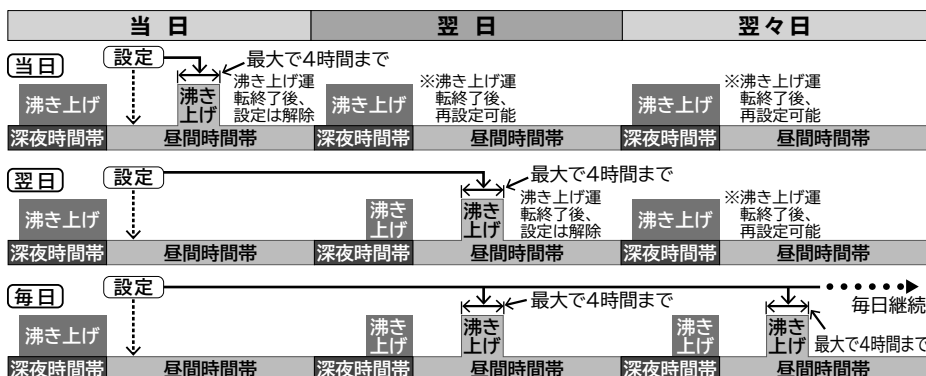 当日 翌日 翌々日
当日 設定 最大で4時間まで
沸き上げ
沸き
上げ
沸き上げ運
転終了後、
設定は解除
沸き上げ
※沸き上げ運
転終了後、
再設定可能
沸き上げ
※沸き上げ運
転終了後、
再設定可能
深夜時間帯 昼間時間帯 深夜時間帯 昼間時間帯 深夜時間帯 昼間時間帯
翌日 設定 最大で4時間まで
沸き上げ
沸き
上げ
沸き
上げ
沸き上げ運
転終了後、
設定は解除
沸き上げ
※沸き上げ運
転終了後、
再設定可能
深夜時間帯 昼間時間帯 深夜時間帯 昼間時間帯 深夜時間帯 昼間時間帯
毎日 設定 最大で4時間まで 毎日継続
沸き上げ
沸き
上げ
沸き
上げ
沸き
上げ
沸き
上げ
最大で4時間まで
深夜時間帯 昼間時間帯 深夜時間帯 昼間時間帯 深夜時間帯 昼間時間帯